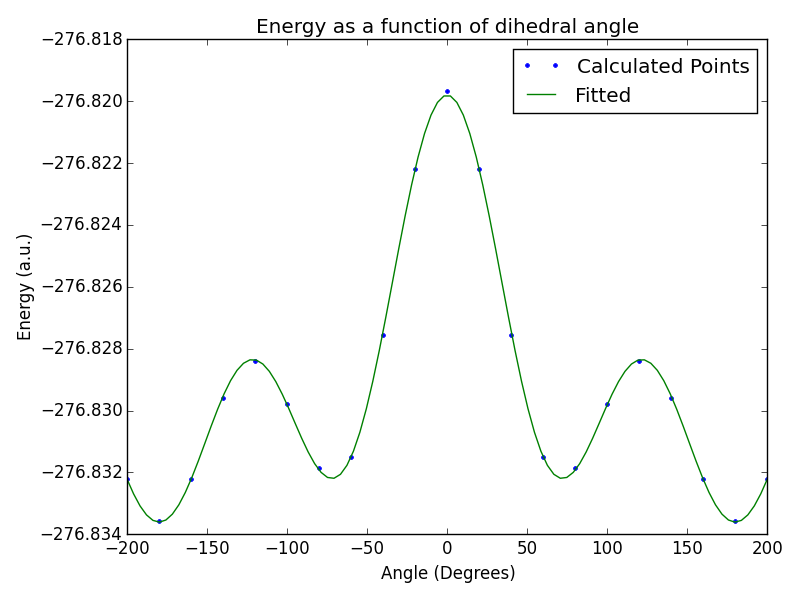 Energy as a function of dihedral angle
Calculated Points
Fitted
Energy (a.u.)
−276.818
−276.820
−276.822
−276.824
−276.826
−276.828
−276.830
−276.832
−276.834
−200 −150 −100 −50 0 50 100 150 200
Angle (Degrees)